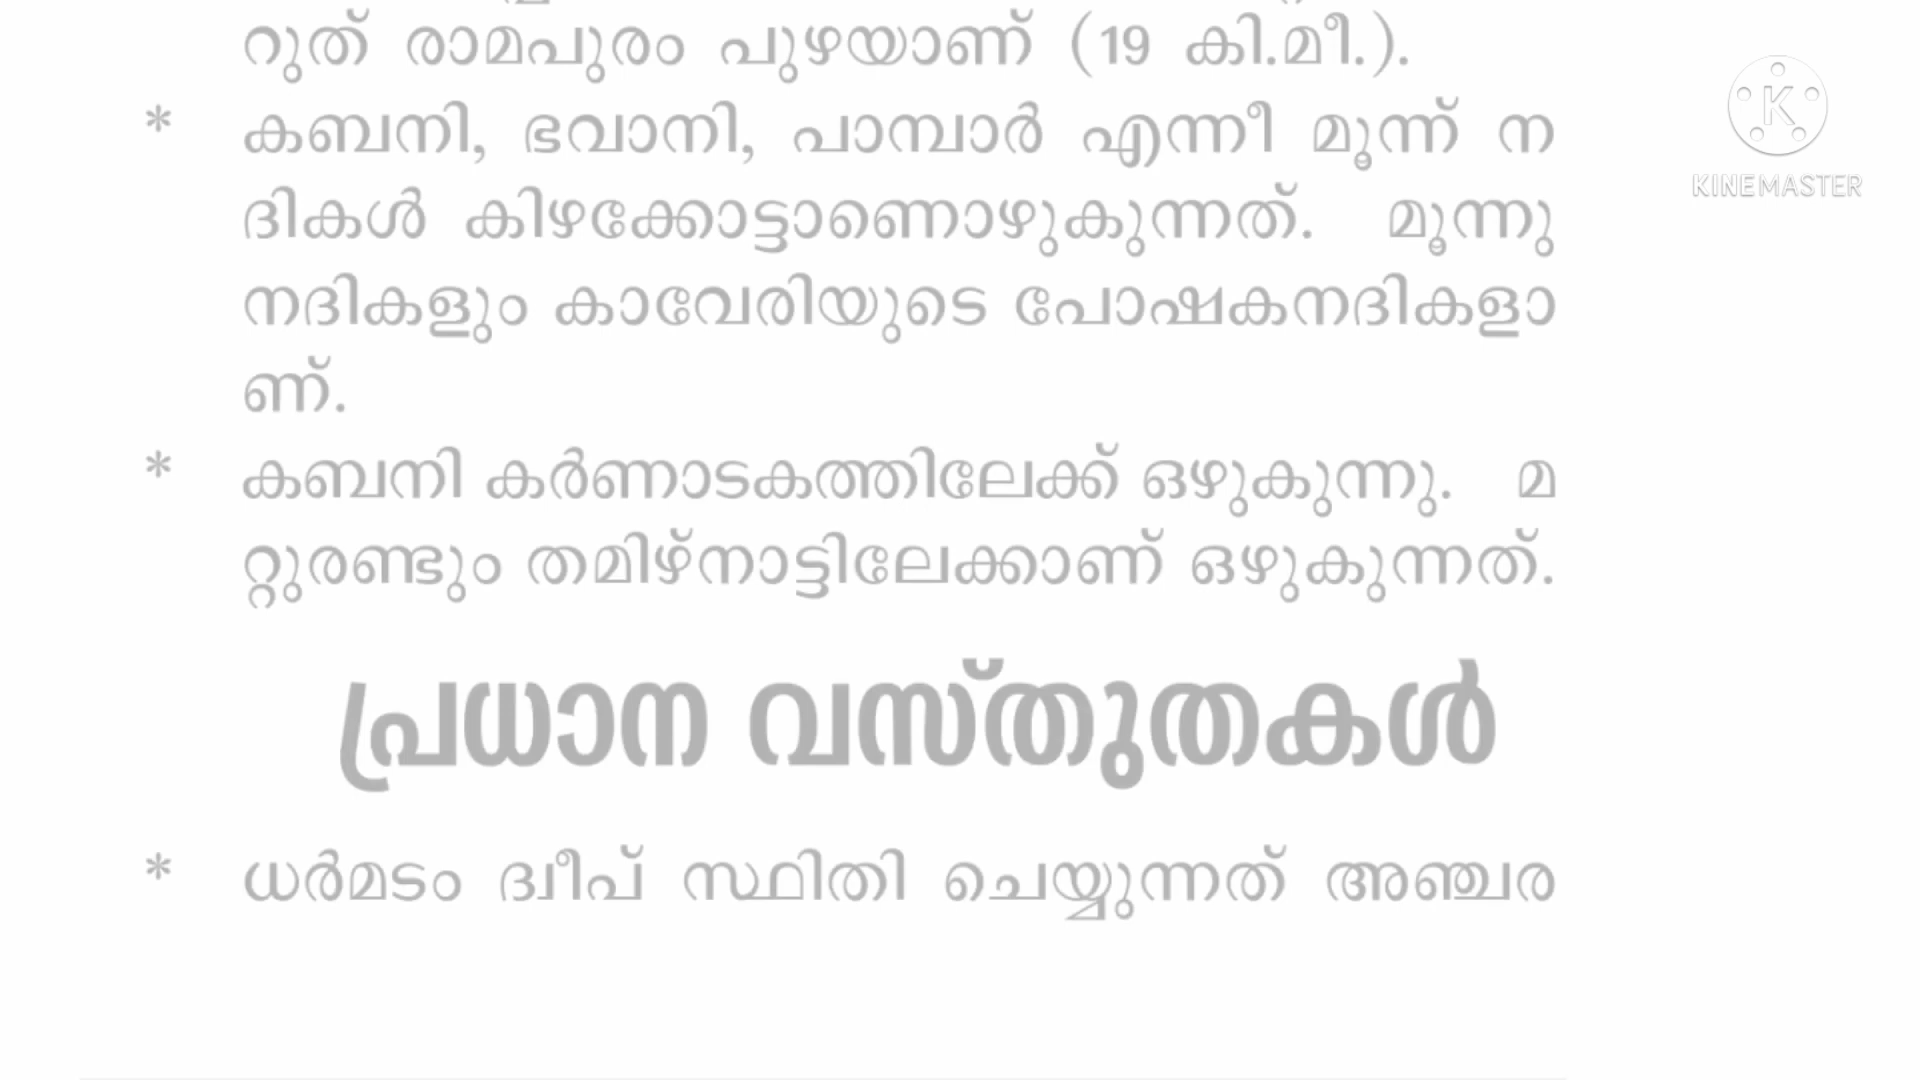 റുത് രാമപുരം പുഴയാണ് (19 കി.മീ.).
* കബനി, ഭവാനി, പാമ്പാർ എന്നീ മൂന്ന് ന
ദികൾ കിഴക്കോട്ടാണൊഴുകുന്നത്. മൂന്നു
നദികളും കാവേരിയുടെ പോഷകനദികളാ
ണ്.
* കബനി കർണാടകത്തിലേക്ക് ഒഴുകുന്നു. മ
റ്റുരണ്ടും തമിഴ്നാട്ടിലേക്കാണ് ഒഴുകുന്നത്.
പ്രധാന വസ്തുതകൾ
* ധർമടം ദ്വീപ് സ്ഥിതി ചെയ്യുന്നത് അഞ്ചര
K
KINEMASTER